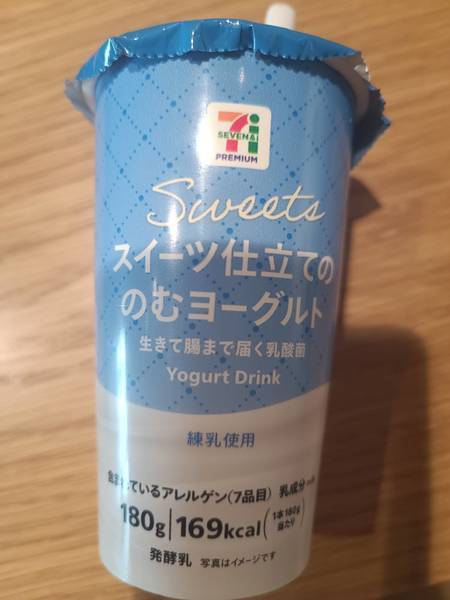 SEVEN&i
PREMIUM
Sweets
スイーツ仕立ての
のむヨーグルト
生きて腸まで届く乳酸菌
Yogurt Drink
練乳使用
含まれているアレルゲン(7品目) 乳成分
180g|169kcal(1本180g当たり)
発酵乳 写真はイメージです